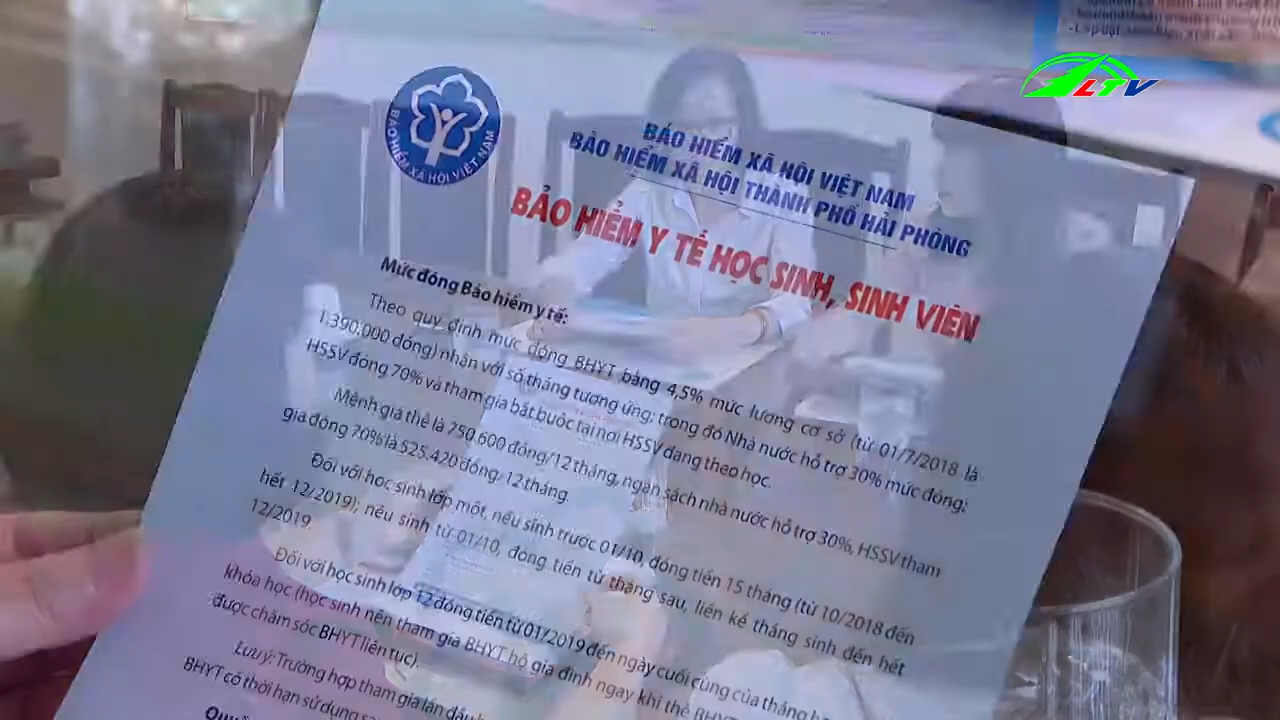 LTV
BẢO HIỂM XÃ HỘI VIỆT NAM
BẢO HIỂM XÃ HỘI VIỆT NAM
BẢO HIỂM XÃ HỘI THÀNH PHỐ HẢI PHÒNG
BẢO HIỂM Y TẾ HỌC SINH, SINH VIÊN
Mức đóng Bảo hiểm y tế:
Theo quy định mức đóng BHYT bằng 4,5% mức lương cơ sở (từ 01/7/2018 là
1.390.000 đồng) nhân với số tháng tương ứng; trong đó Nhà nước hỗ trợ 30% mức đóng;
HSSV đóng 70% và tham gia bắt buộc tại nơi HSSV đang theo học.
Mệnh giá thẻ là 750.600 đồng/12 tháng, ngân sách nhà nước hỗ trợ 30%, HSSV tham
gia đóng 70% là 525.420 đồng/12 tháng.
Đối với học sinh lớp một, nếu sinh trước 01/10, đóng tiền 15 tháng (từ 10/2018 đến
hết 12/2019); nếu sinh từ 01/10, đóng tiền từ tháng sau, liền kề tháng sinh đến hết
12/2019.
Đối với học sinh lớp 12 đóng tiền từ 01/2019 đến ngày cuối cùng của tháng
khóa học (học sinh nên tham gia BHYT hộ gia đình ngay khi thẻ BHYT
được chăm sóc BHYT liên tục).
Lưu ý: Trường hợp tham gia lần đầu
BHYT có thời hạn sử dụng